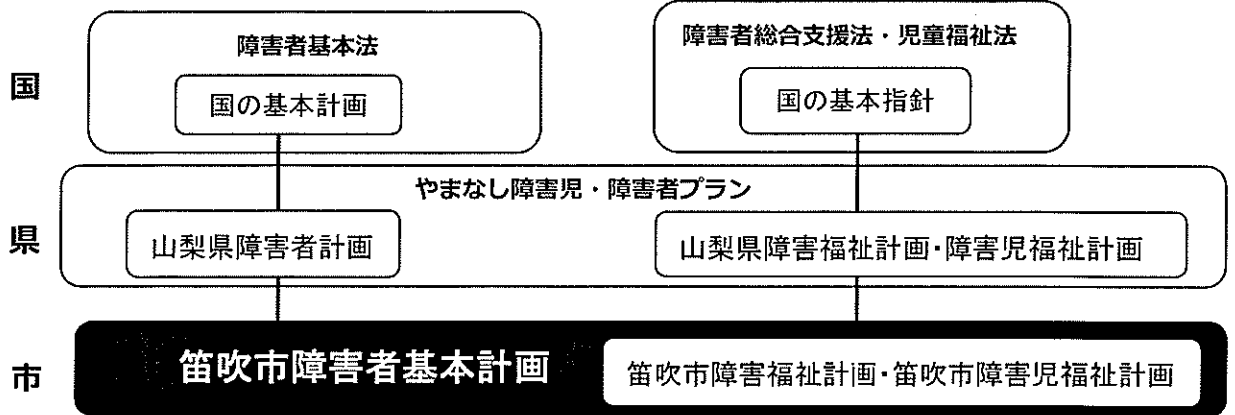 国
障害者基本法
国の基本計画
障害者総合支援法・児童福祉法
国の基本指針
県
やまなし障害児・障害者プラン
山梨県障害者計画
山梨県障害福祉計画・障害児福祉計画
市
笛吹市障害者基本計画
笛吹市障害福祉計画・笛吹市障害児福祉計画